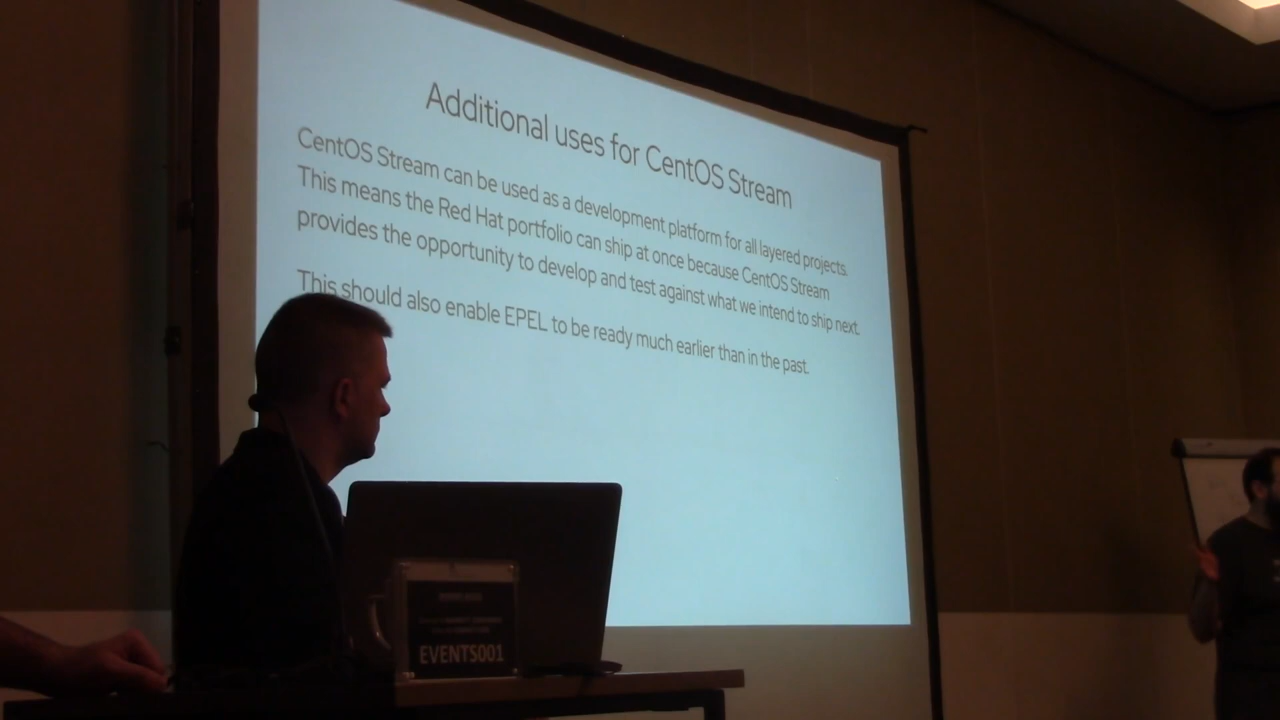 Additional uses for CentOS Stream
CentOS Stream can be used as a development platform for all layered projects.
This means the Red Hat portfolio can ship at once because CentOS Stream
provides the opportunity to develop and test against what we intend to ship next.
This should also enable EPEL to be ready much earlier than in the past.
EVENTS001